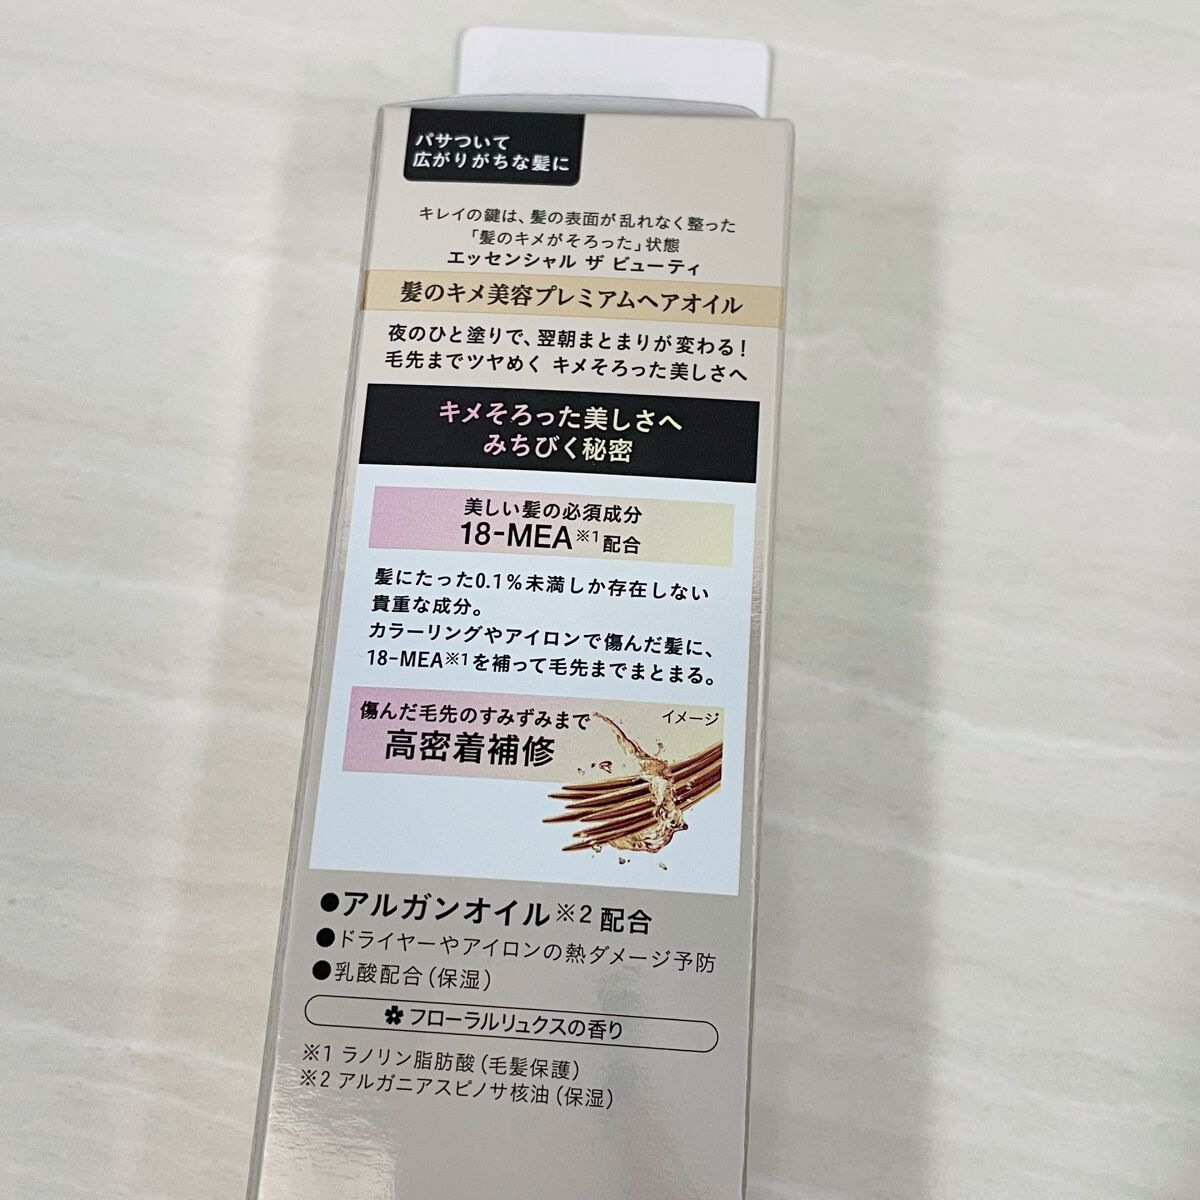 パサついて
広がりがちな髪に
キレイの鍵は、髪の表面が乱れなく整った
「髪のキメがそろった」状態
エッセンシャル ザ ビューティ
髪のキメ美容プレミアムヘアオイル
夜のひと塗りで、翌朝まとまりが変わる!
毛先までツヤめく キメそろった美しさへ
キメそろった美しさへ
みちびく秘密
美しい髪の必須成分
18-MEA※1配合
髪にたった0.1%未満しか存在しない
貴重な成分。
カラーリングやアイロンで傷んだ髪に、
18-MEA※1を補って毛先までまとまる。
傷んだ毛先のすみずみまで
イメージ
高密着補修
●アルガンオイル※2配合
●ドライヤーやアイロンの熱ダメージ予防
●乳酸配合(保湿)
フローラルリュクスの香り
※1 ラノリン脂肪酸(毛髪保護)
※2 アルガニアスピノサ核油(保湿)